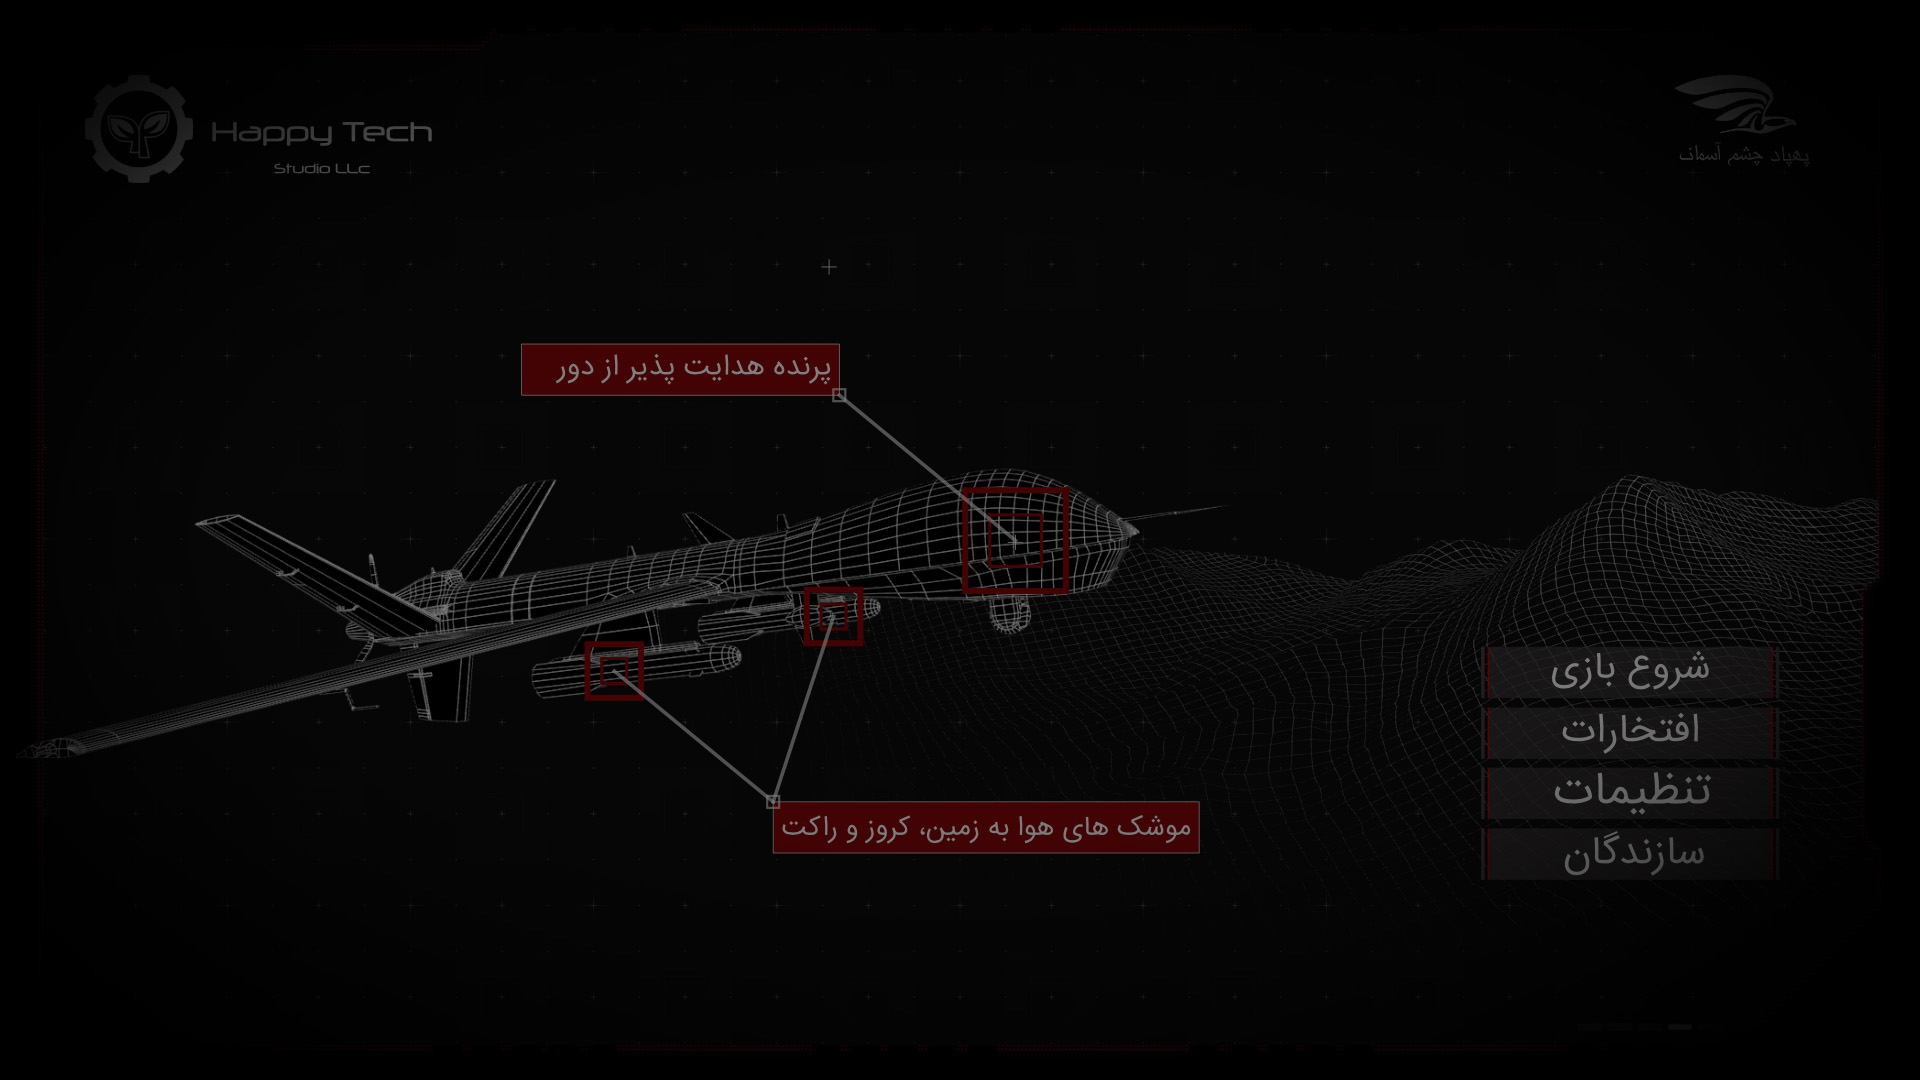 Happy Tech
Studio LLc
پهپاد چشم آسمان
پرنده هدایت پذیر از دور
موشک های هوا به زمین، کروز و راکت
شروع بازی
افتخارات
تنظیمات
سازندگان